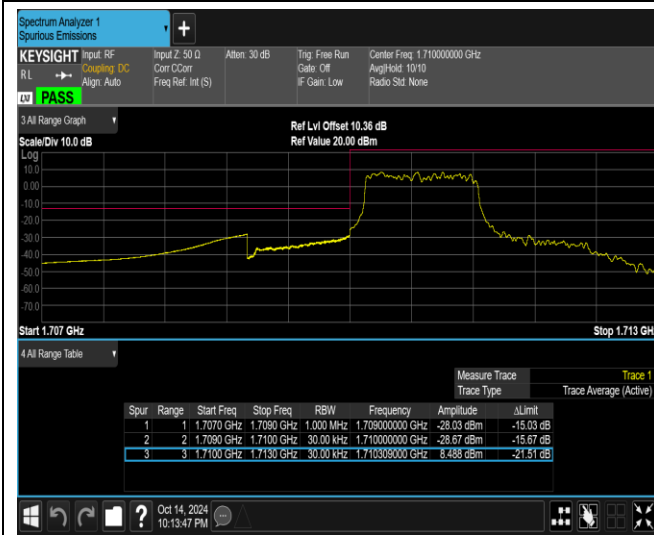 Spectrum Analyzer 1
Spurious Emissions
+
KEYSIGHT Input: RF Input Z: 50 Ω Atten: 30 dB Trig: Free Run Center Freq: 1.710000000 GHz
R L Coupling: DC Corr CCorr Gate: Off Avg|Hold: 10/10
Align: Auto Freq Ref: Int (S) IF Gain: Low Radio Std: None
PASS
3 All Range Graph
Ref Lvl Offset 10.36 dB
Scale/Div 10.0 dB Ref Value 20.00 dBm
Log
10.0
0.00
-10.0
-20.0
-30.0
-40.0
-50.0
-60.0
-70.0
Start 1.707 GHz Stop 1.713 GH
4 All Range Table
Measure Trace Trace 1
Trace Type Trace Average (Active)
Spur Range Start Freq Stop Freq RBW Frequency Amplitude ΔLimit
1 1 1.7070 GHz 1.7090 GHz 1.000 MHz 1.709000000 GHz -28.03 dBm -15.03 dB
2 2 1.7090 GHz 1.7100 GHz 30.00 kHz 1.710000000 GHz -28.67 dBm -15.67 dB
3 3 1.7100 GHz 1.7130 GHz 30.00 kHz 1.710309000 GHz 8.488 dBm -21.51 dB
? Oct 14, 2024
10:13:47 PM